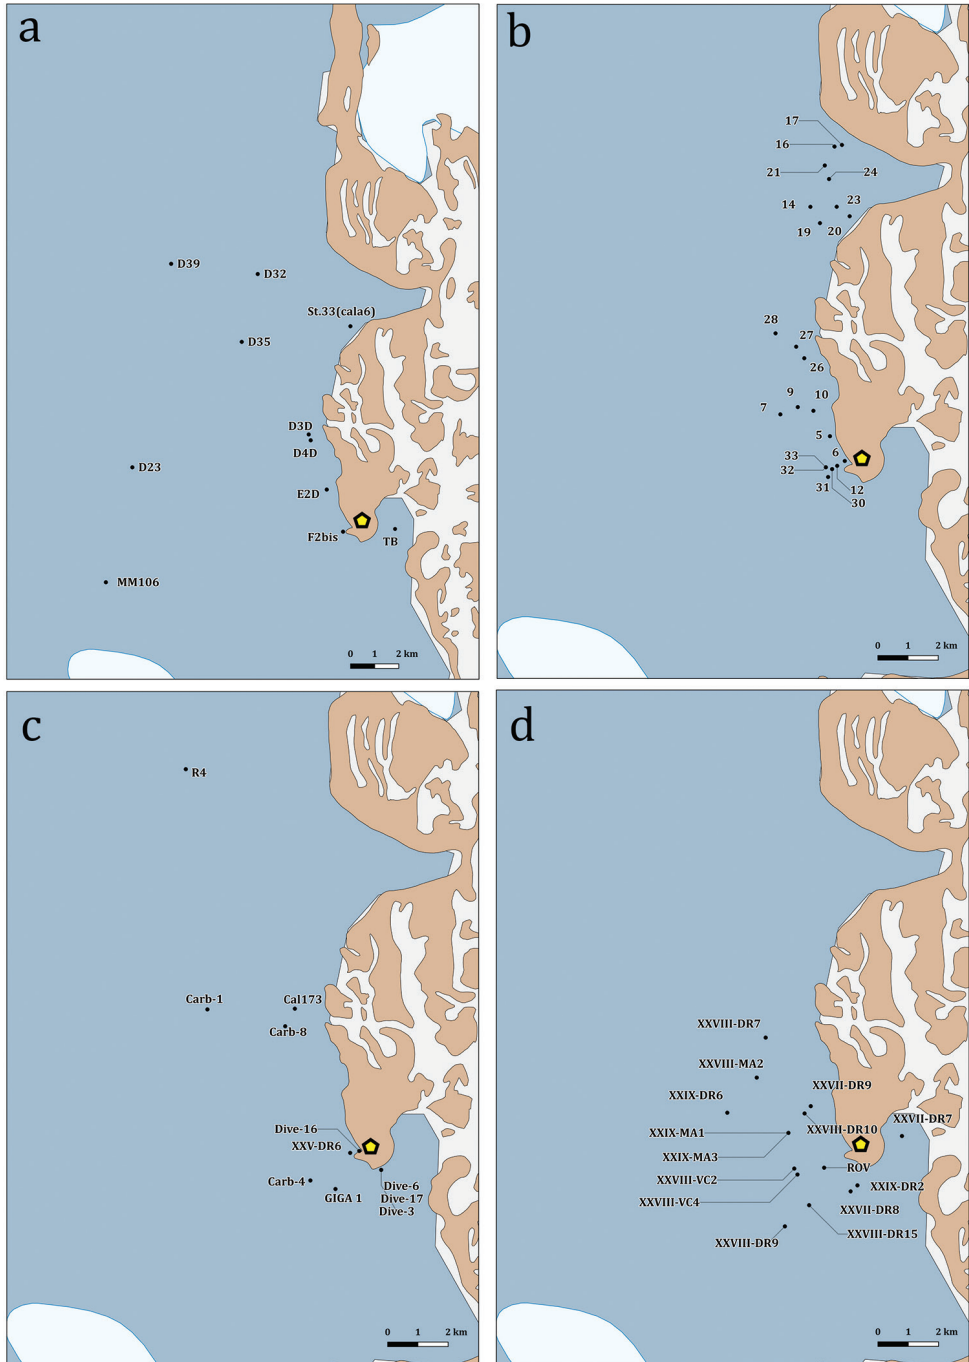 a
D39
D32
St.33(cala6)
D35
D3D
D4D
D23
E2D
F2bis
TB
MM106
0 1 2 km
b
17
16
21
24
14
23
19
20
28
27
26
9
10
7
5
6
33
32
31
12
30
0 1 2 km
c
R4
Carb-1
Cal173
Carb-8
Dive-16
XXV-DR6
Carb-4
GIGA 1
Dive-6
Dive-17
Dive-3
0 1 2 km
d
XXVIII-DR7
XXVIII-MA2
XXIX-DR6
XXVII-DR9
XXVII-DR7
XXVIII-DR10
XXIX-MA1
XXIX-MA3
ROV
XXVIII-VC2
XXIX-DR2
XXVIII-VC4
XXVII-DR8
XXVIII-DR15
XXVIII-DR9
0 1 2 km